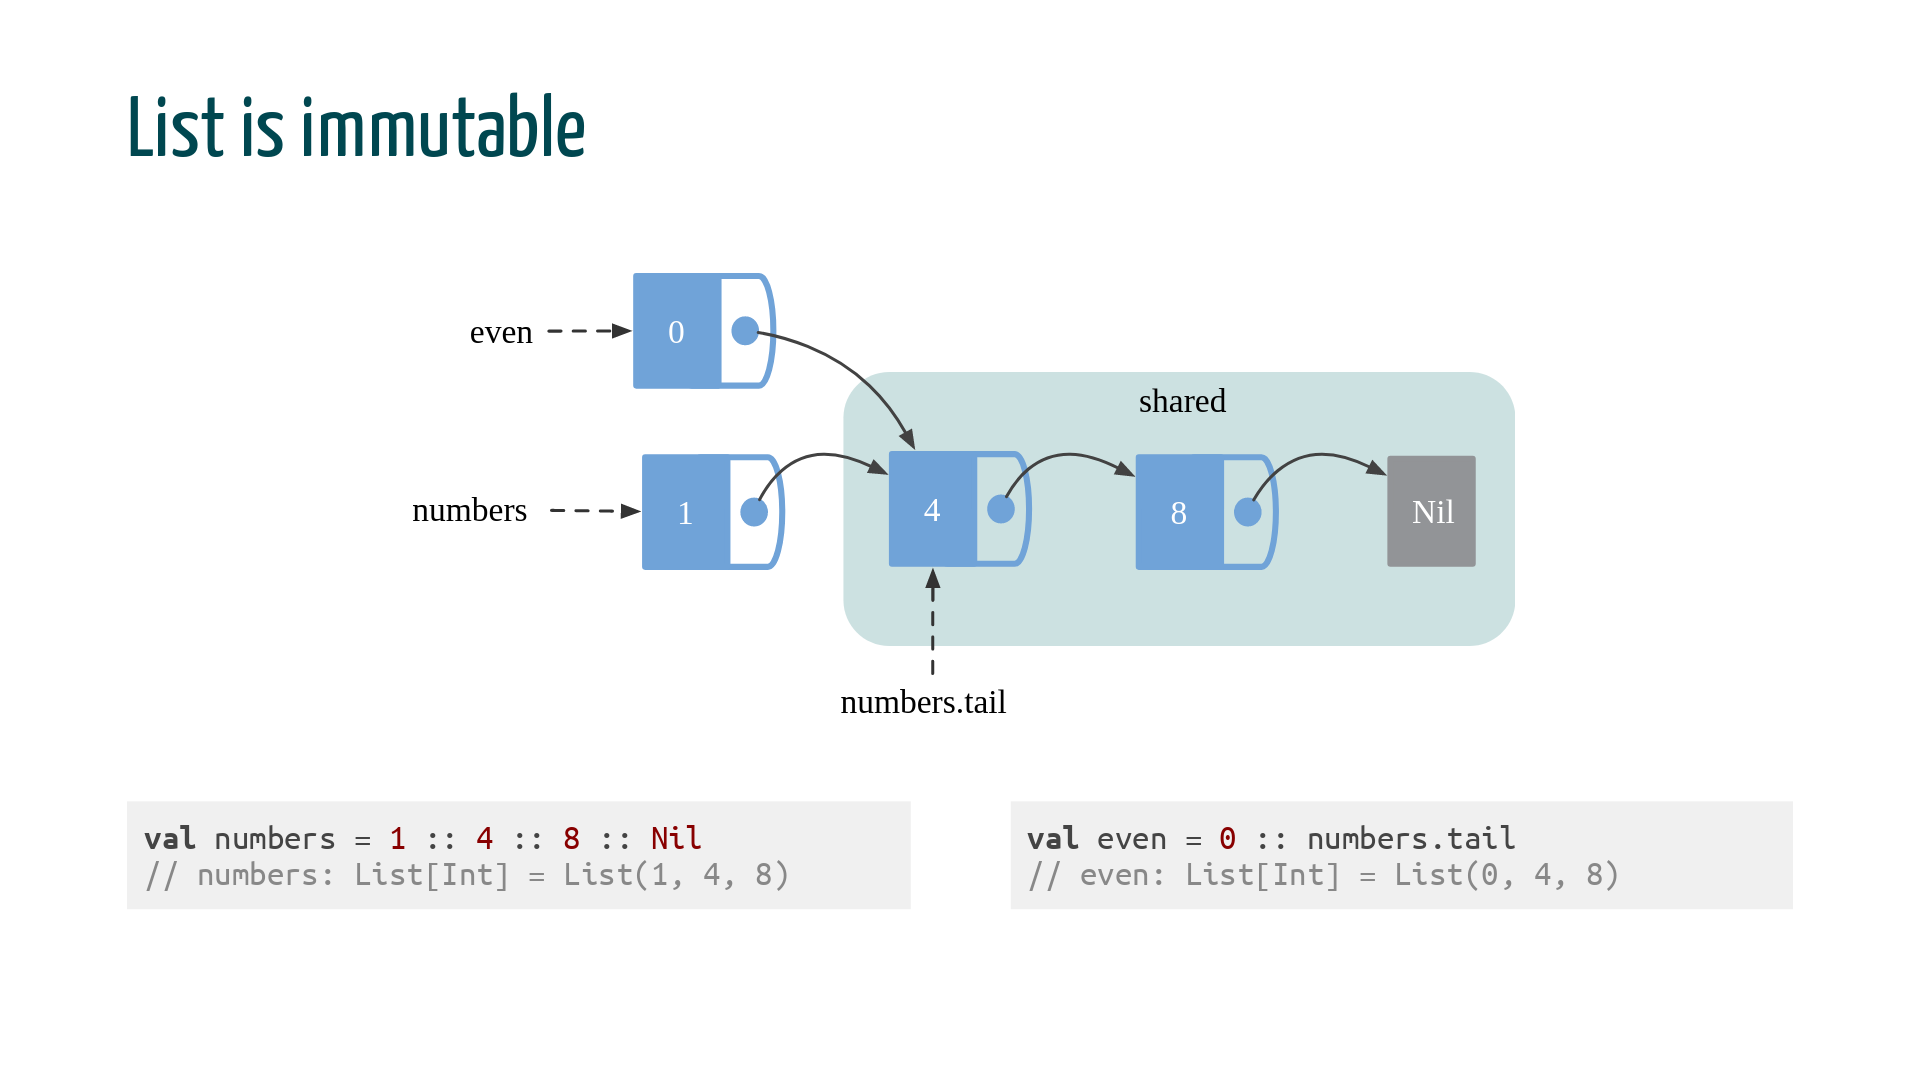 List is immutable
even
0
shared
numbers
1
4
8
Nil
numbers.tail
val numbers = 1 :: 4 :: 8 :: Nil
// numbers: List[Int] = List(1, 4, 8)
val even = 0 :: numbers.tail
// even: List[Int] = List(0, 4, 8)